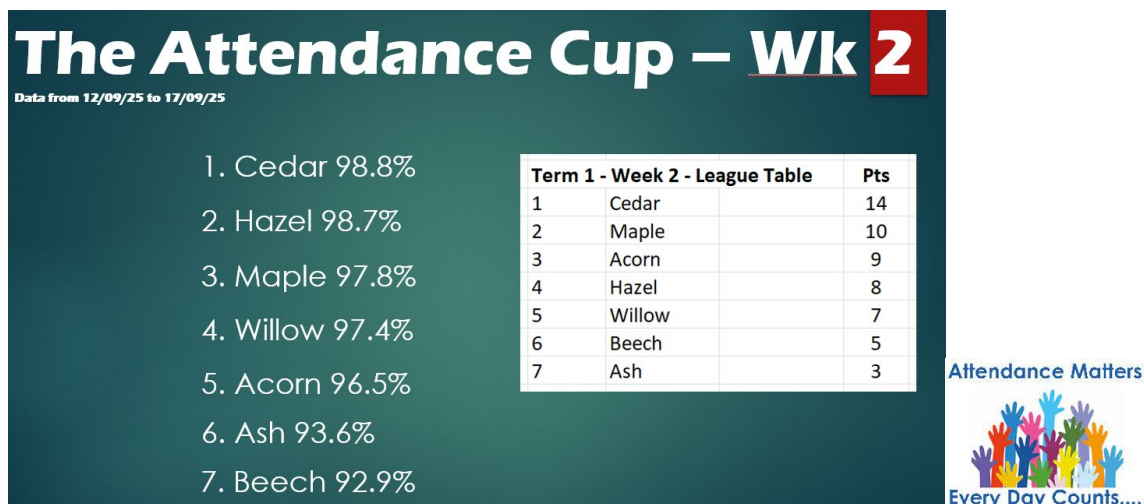 The Attendance Cup – Wk 2
Data from 12/09/25 to 17/09/25
1. Cedar 98.8%
2. Hazel 98.7%
3. Maple 97.8%
4. Willow 97.4%
5. Acorn 96.5%
6. Ash 93.6%
7. Beech 92.9%
Term 1 - Week 2 - League Table Pts
1 Cedar 14
2 Maple 10
3 Acorn 9
4 Hazel 8
5 Willow 7
6 Beech 5
7 Ash 3
Attendance Matters
Every Day Counts....